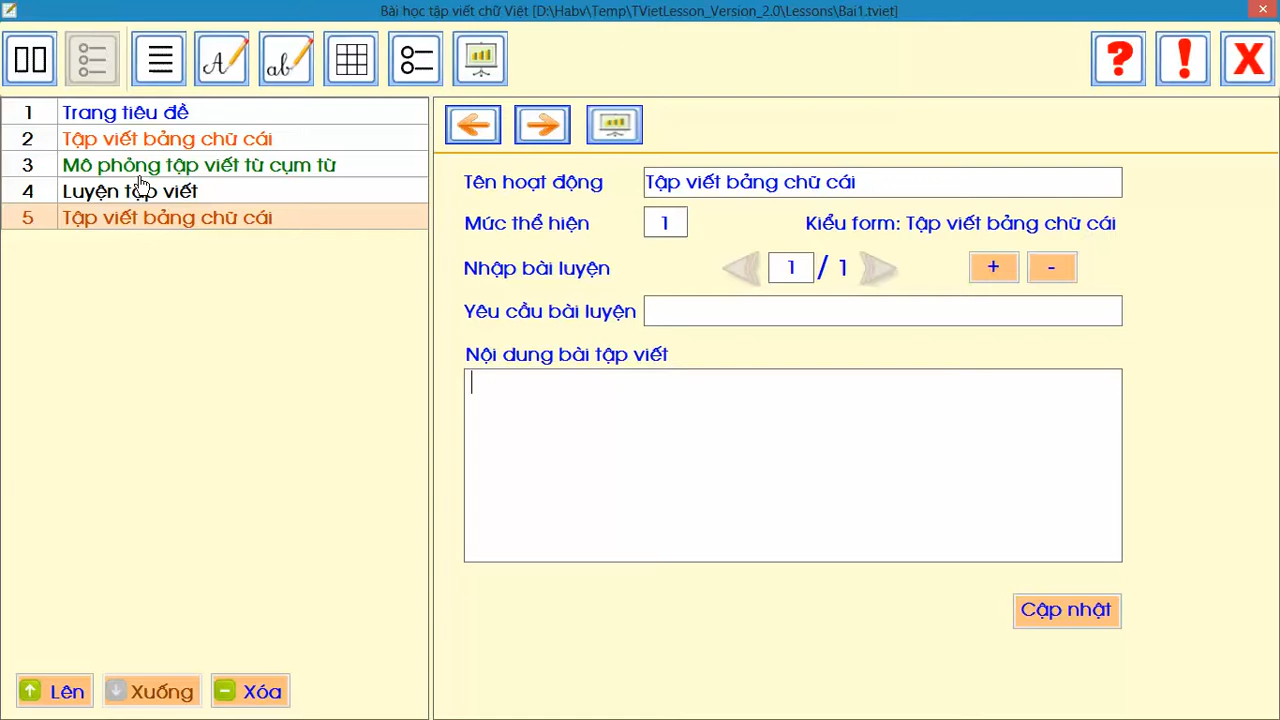 Bài học tập viết chữ Việt [D:\Habv\Temp\TVietLesson_Version_2.0\Lessons\Bai1.tviet]
1 Trang tiêu đề
2 Tập viết bảng chữ cái
3 Mô phỏng tập viết từ cụm từ
4 Luyện tập viết
5 Tập viết bảng chữ cái
Tên hoạt động Tập viết bảng chữ cái
Mức thể hiện 1 Kiểu form: Tập viết bảng chữ cái
Nhập bài luyện 1 / 1 + -
Yêu cầu bài luyện
Nội dung bài tập viết
Cập nhật
Lên Xuống Xóa